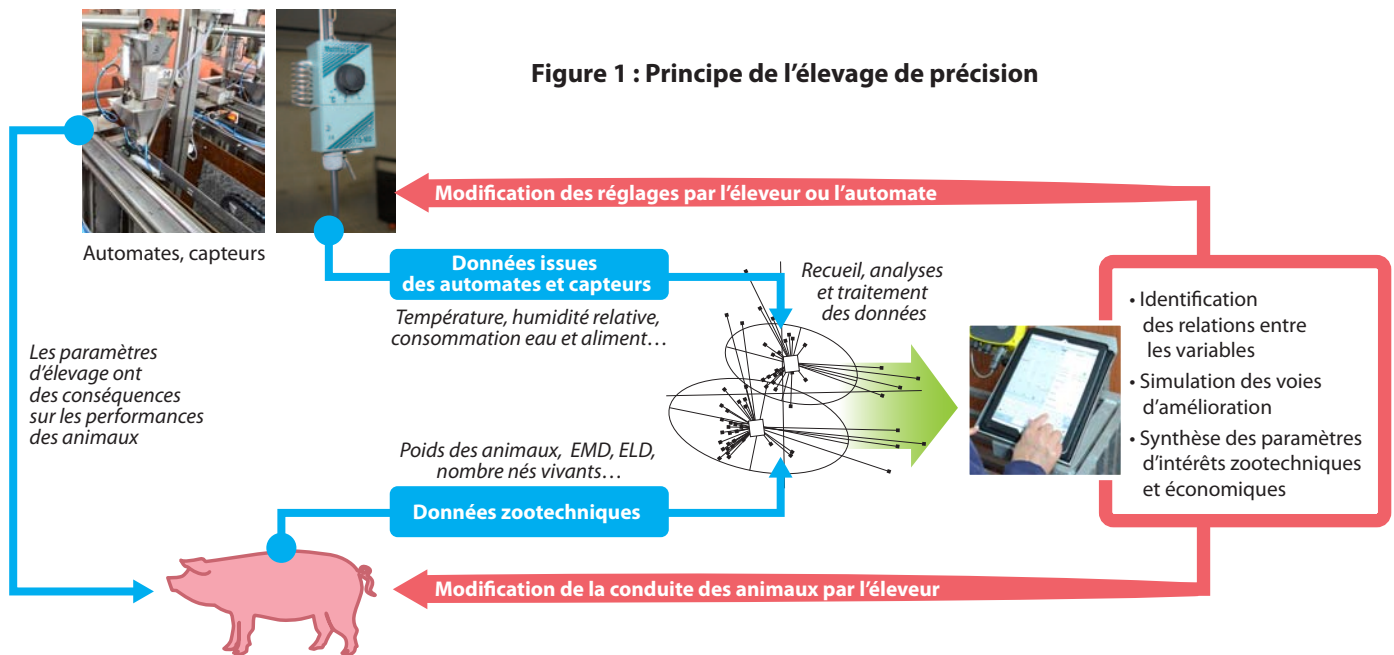 Figure 1 : Principe de l’élevage de précision
Modification des réglages par l’éleveur ou l’automate
Automates, capteurs
Données issues
des automates et capteurs
Température, humidité relative,
consommation eau et aliment…
Recueil, analyses
et traitement
des données
• Identification
des relations entre
les variables
• Simulation des voies
d’amélioration
• Synthèse des paramètres
d’intérêts zootechniques
et économiques
Les paramètres
d’élevage ont
des conséquences
sur les performances
des animaux
Poids des animaux, EMD, ELD,
nombre nés vivants…
Données zootechniques
Modification de la conduite des animaux par l’éleveur